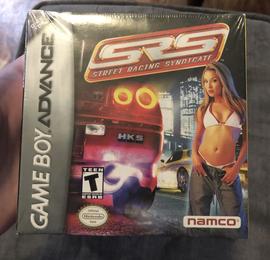 GAME BOY ADVANCE
SRS
STREET RACING SYNDICATE
HKS
TEEN
T
ESRB
Nintendo
namco